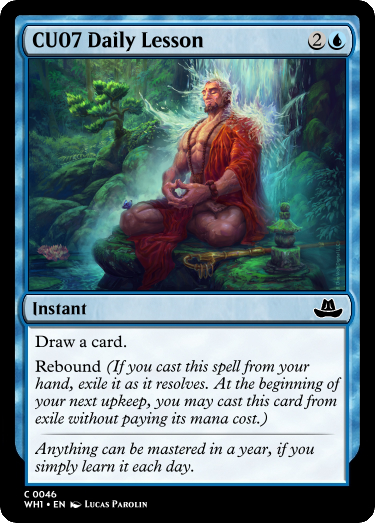 CU07 Daily Lesson
2
Instant
Draw a card.
Rebound (If you cast this spell from your
hand, exile it as it resolves. At the beginning of
your next upkeep, you may cast this card from
exile without paying its mana cost.)
Anything can be mastered in a year, if you
simply learn it each day.
C 0046
WH1 • EN Lucas Parolin